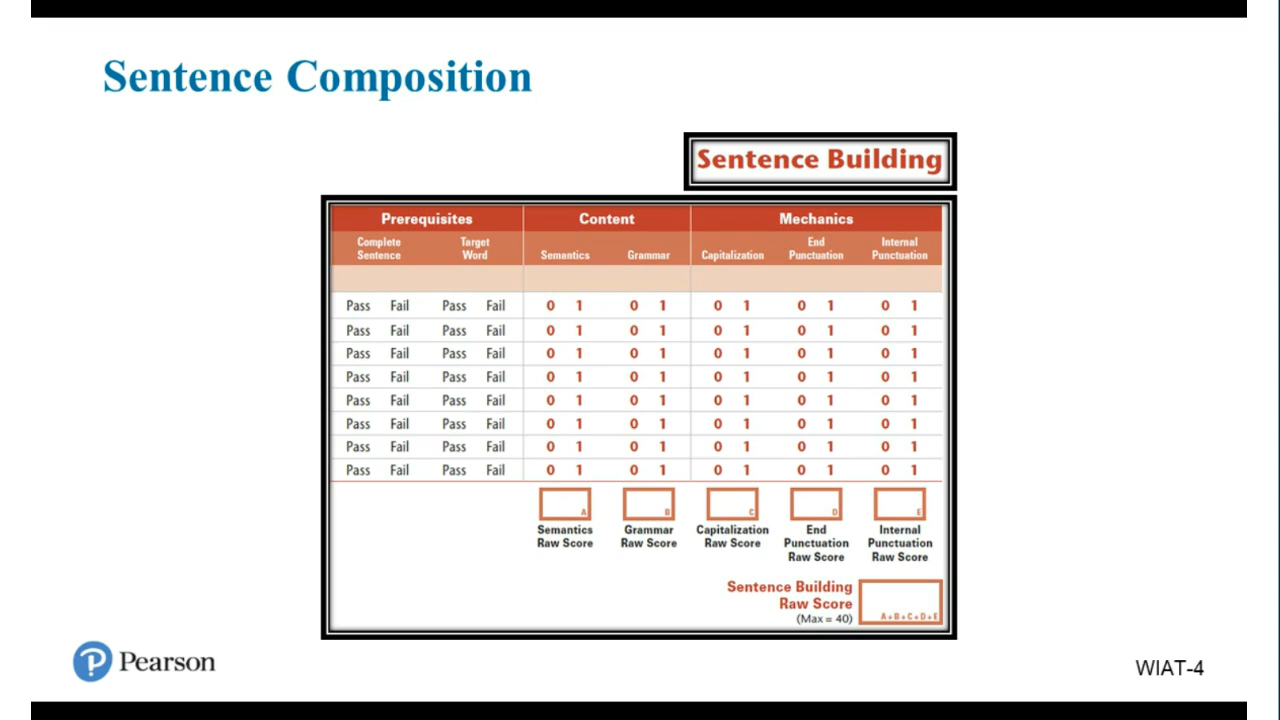 Sentence Composition
Sentence Building
Prerequisites Content Mechanics
Complete Sentence Target Word Semantics Grammar Capitalization End Punctuation Internal Punctuation
Pass Fail Pass Fail 0 1 0 1 0 1 0 1 0 1
Pass Fail Pass Fail 0 1 0 1 0 1 0 1 0 1
Pass Fail Pass Fail 0 1 0 1 0 1 0 1 0 1
Pass Fail Pass Fail 0 1 0 1 0 1 0 1 0 1
Pass Fail Pass Fail 0 1 0 1 0 1 0 1 0 1
Pass Fail Pass Fail 0 1 0 1 0 1 0 1 0 1
Pass Fail Pass Fail 0 1 0 1 0 1 0 1 0 1
Pass Fail Pass Fail 0 1 0 1 0 1 0 1 0 1
A B C D E
Semantics Raw Score Grammar Raw Score Capitalization Raw Score End Punctuation Raw Score Internal Punctuation Raw Score
Sentence Building
Raw Score
(Max = 40) A+B+C+D+E
Pearson
WIAT-4